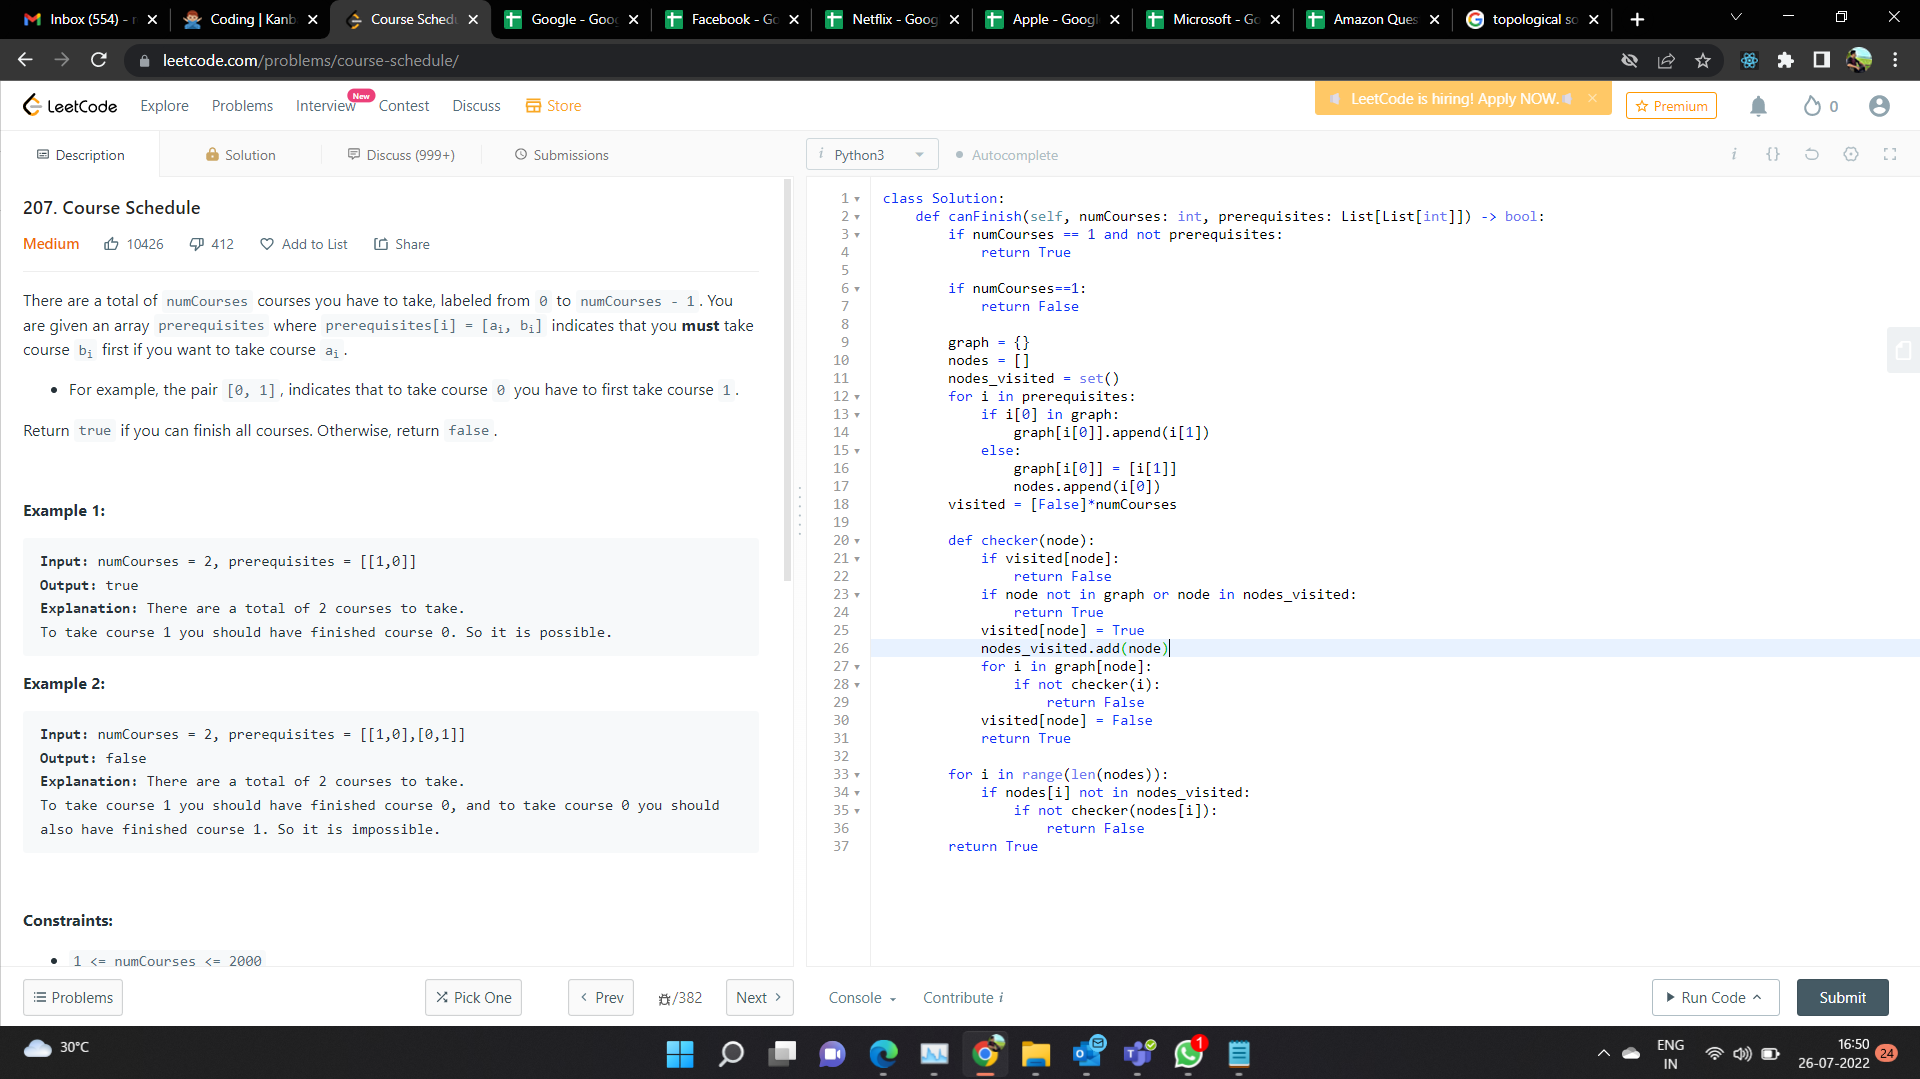 Inbox (554) -
Coding | Kanb
Course Schedu
Google - Goog
Facebook - Go
Netflix - Goog
Apple - Googl
Microsoft - Go
Amazon Ques
topological so
leetcode.com/problems/course-schedule/
LeetCode Explore Problems Interview New Contest Discuss Store
LeetCode is hiring! Apply NOW.
Premium
0
Description Solution Discuss (999+) Submissions
i Python3 Autocomplete
207. Course Schedule
Medium 10426 412 Add to List Share
There are a total of numCourses courses you have to take, labeled from 0 to numCourses - 1. You
are given an array prerequisites where prerequisites[i] = [ai, bi] indicates that you must take
course bi first if you want to take course ai.
• For example, the pair [0, 1], indicates that to take course 0 you have to first take course 1.
Return true if you can finish all courses. Otherwise, return false.
Example 1:
Input: numCourses = 2, prerequisites = [[1,0]]
Output: true
Explanation: There are a total of 2 courses to take.
To take course 1 you should have finished course 0. So it is possible.
Example 2:
Input: numCourses = 2, prerequisites = [[1,0],[0,1]]
Output: false
Explanation: There are a total of 2 courses to take.
To take course 1 you should have finished course 0, and to take course 0 you should
also have finished course 1. So it is impossible.
Constraints:
• 1 <= numCourses <= 2000
1 class Solution:
2 def canFinish(self, numCourses: int, prerequisites: List[List[int]]) -> bool:
3 if numCourses == 1 and not prerequisites:
4 return True
5
6 if numCourses==1:
7 return False
8
9 graph = {}
10 nodes = []
11 nodes_visited = set()
12 for i in prerequisites:
13 if i[0] in graph:
14 graph[i[0]].append(i[1])
15 else:
16 graph[i[0]] = [i[1]]
17 nodes.append(i[0])
18 visited = [False]*numCourses
19
20 def checker(node):
21 if visited[node]:
22 return False
23 if node not in graph or node in nodes_visited:
24 return True
25 visited[node] = True
26 nodes_visited.add(node)
27 for i in graph[node]:
28 if not checker(i):
29 return False
30 visited[node] = False
31 return True
32
33 for i in range(len(nodes)):
34 if nodes[i] not in nodes_visited:
35 if not checker(nodes[i]):
36 return False
37 return True
Problems Pick One Prev /382 Next Console Contribute i Run Code Submit
30°C
1
ENG
IN
16:50
26-07-2022
24